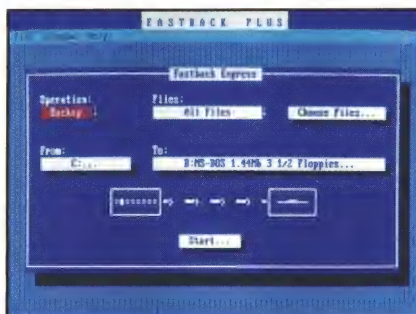 FASTBACK PLUS
Fastback Express
Operation: Files:
Backup All Files Choose Files...
From: To:
C:... B:MS-DOS 1.44Mb 3 1/2 Floppies...
Start...